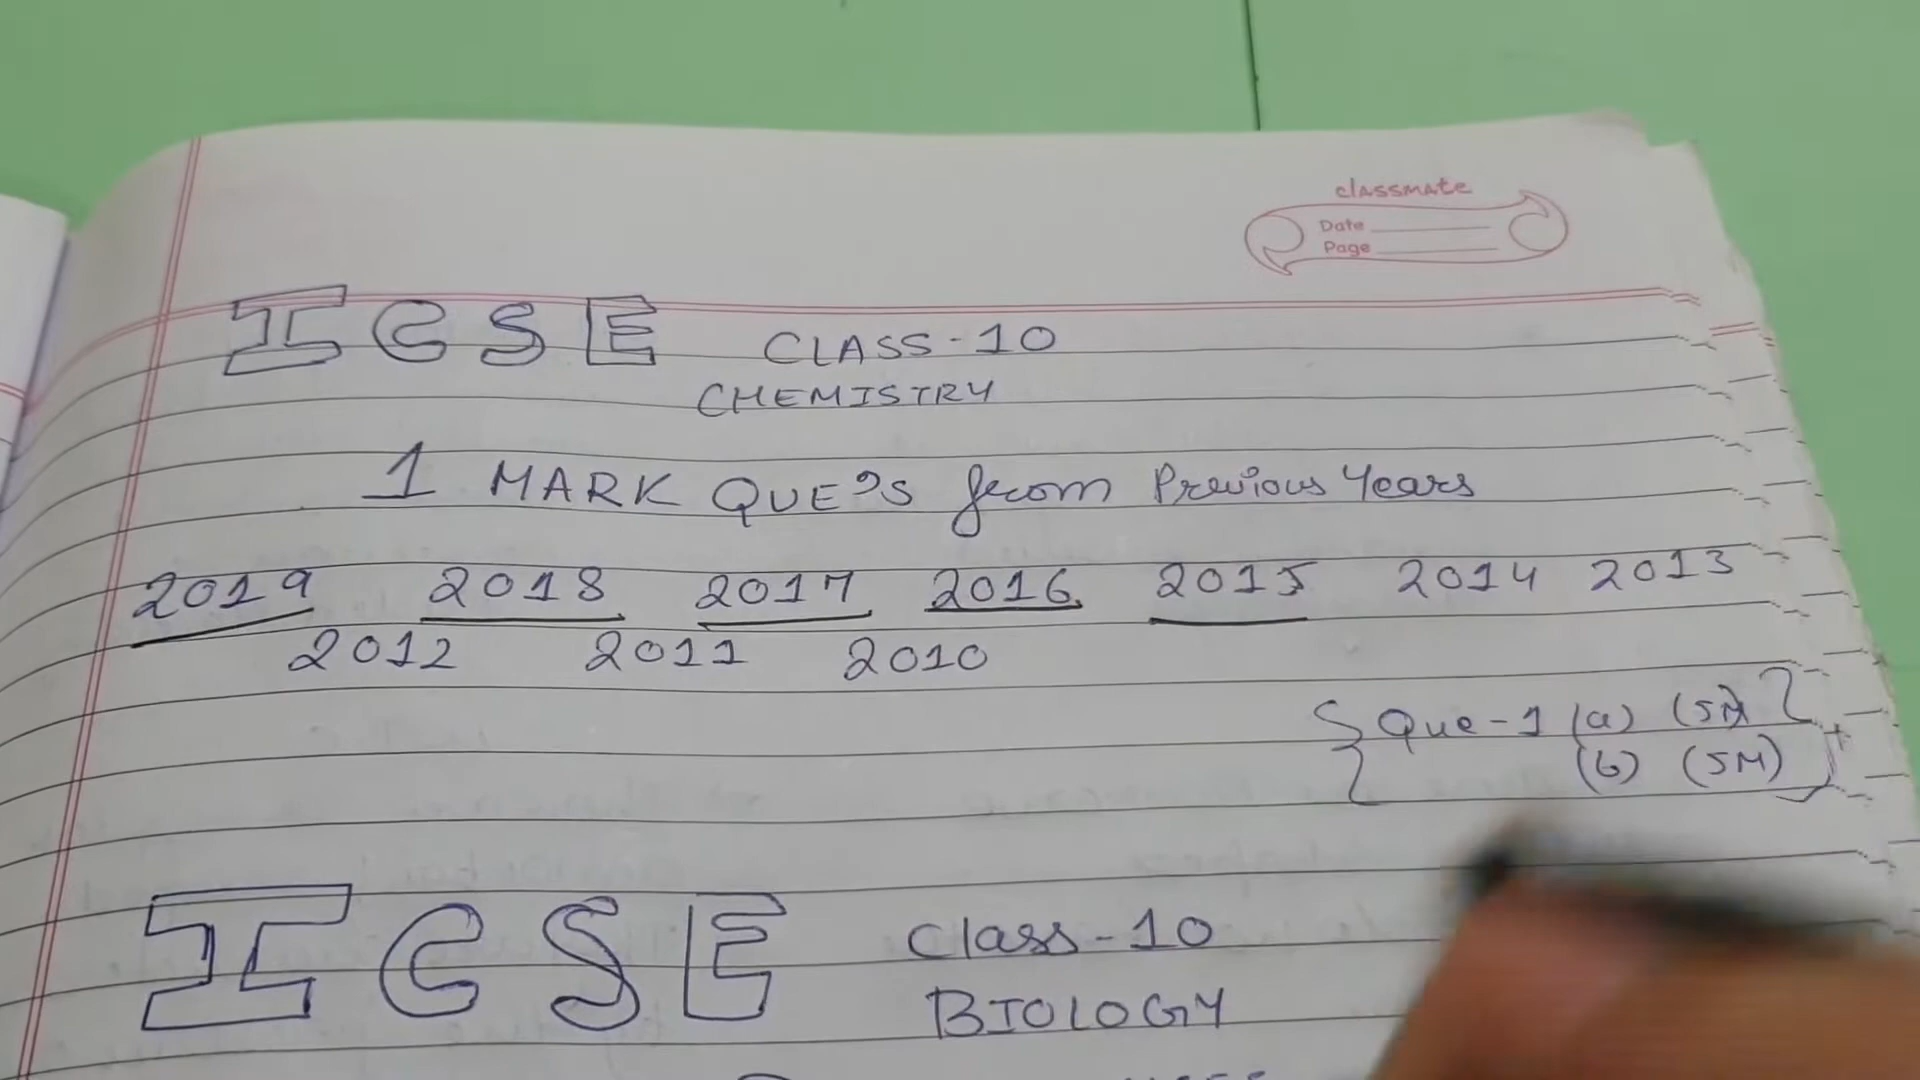 classmate
Date
Page
ICSE CLASS-10
CHEMISTRY
1 MARK QUE'S from Previous Years
2019 2018 2017 2016 2015 2014 2013
2012 2011 2010
{ Que-1 (a) (5M) }
(b) (5M)
ICSE Class-10
BIOLOGY